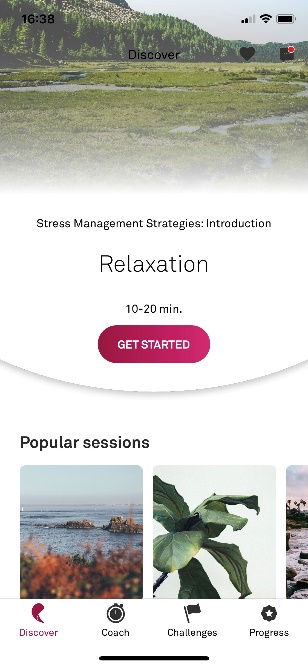 16:38
Discover
Stress Management Strategies: Introduction
Relaxation
10-20 min.
GET STARTED
Popular sessions
Discover
Coach
Challenges
Progress